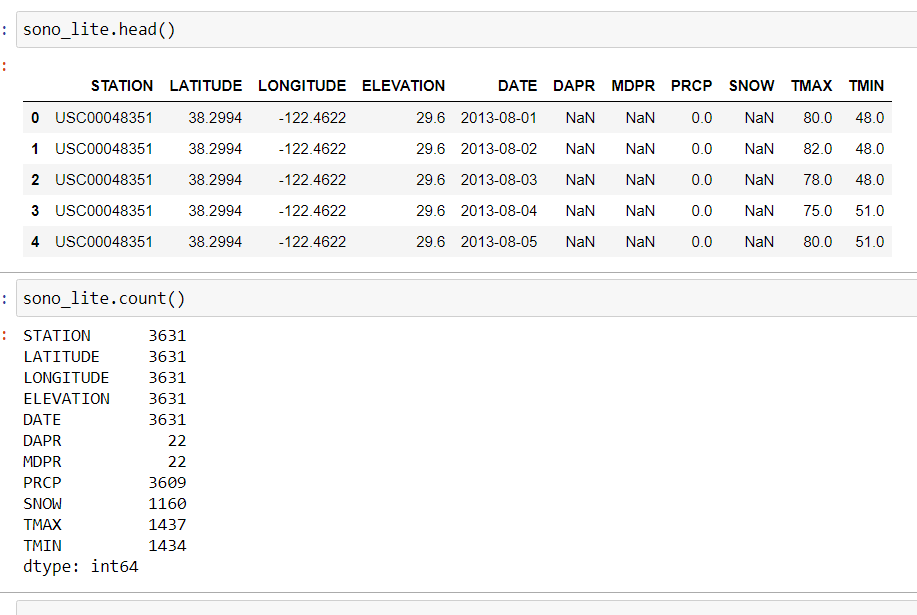 : sono_lite.head()
:
STATION LATITUDE LONGITUDE ELEVATION DATE DAPR MDPR PRCP SNOW TMAX TMIN
0 USC00048351 38.2994 -122.4622 29.6 2013-08-01 NaN NaN 0.0 NaN 80.0 48.0
1 USC00048351 38.2994 -122.4622 29.6 2013-08-02 NaN NaN 0.0 NaN 82.0 48.0
2 USC00048351 38.2994 -122.4622 29.6 2013-08-03 NaN NaN 0.0 NaN 78.0 48.0
3 USC00048351 38.2994 -122.4622 29.6 2013-08-04 NaN NaN 0.0 NaN 75.0 51.0
4 USC00048351 38.2994 -122.4622 29.6 2013-08-05 NaN NaN 0.0 NaN 80.0 51.0
: sono_lite.count()
: STATION 3631
LATITUDE 3631
LONGITUDE 3631
ELEVATION 3631
DATE 3631
DAPR 22
MDPR 22
PRCP 3609
SNOW 1160
TMAX 1437
TMIN 1434
dtype: int64